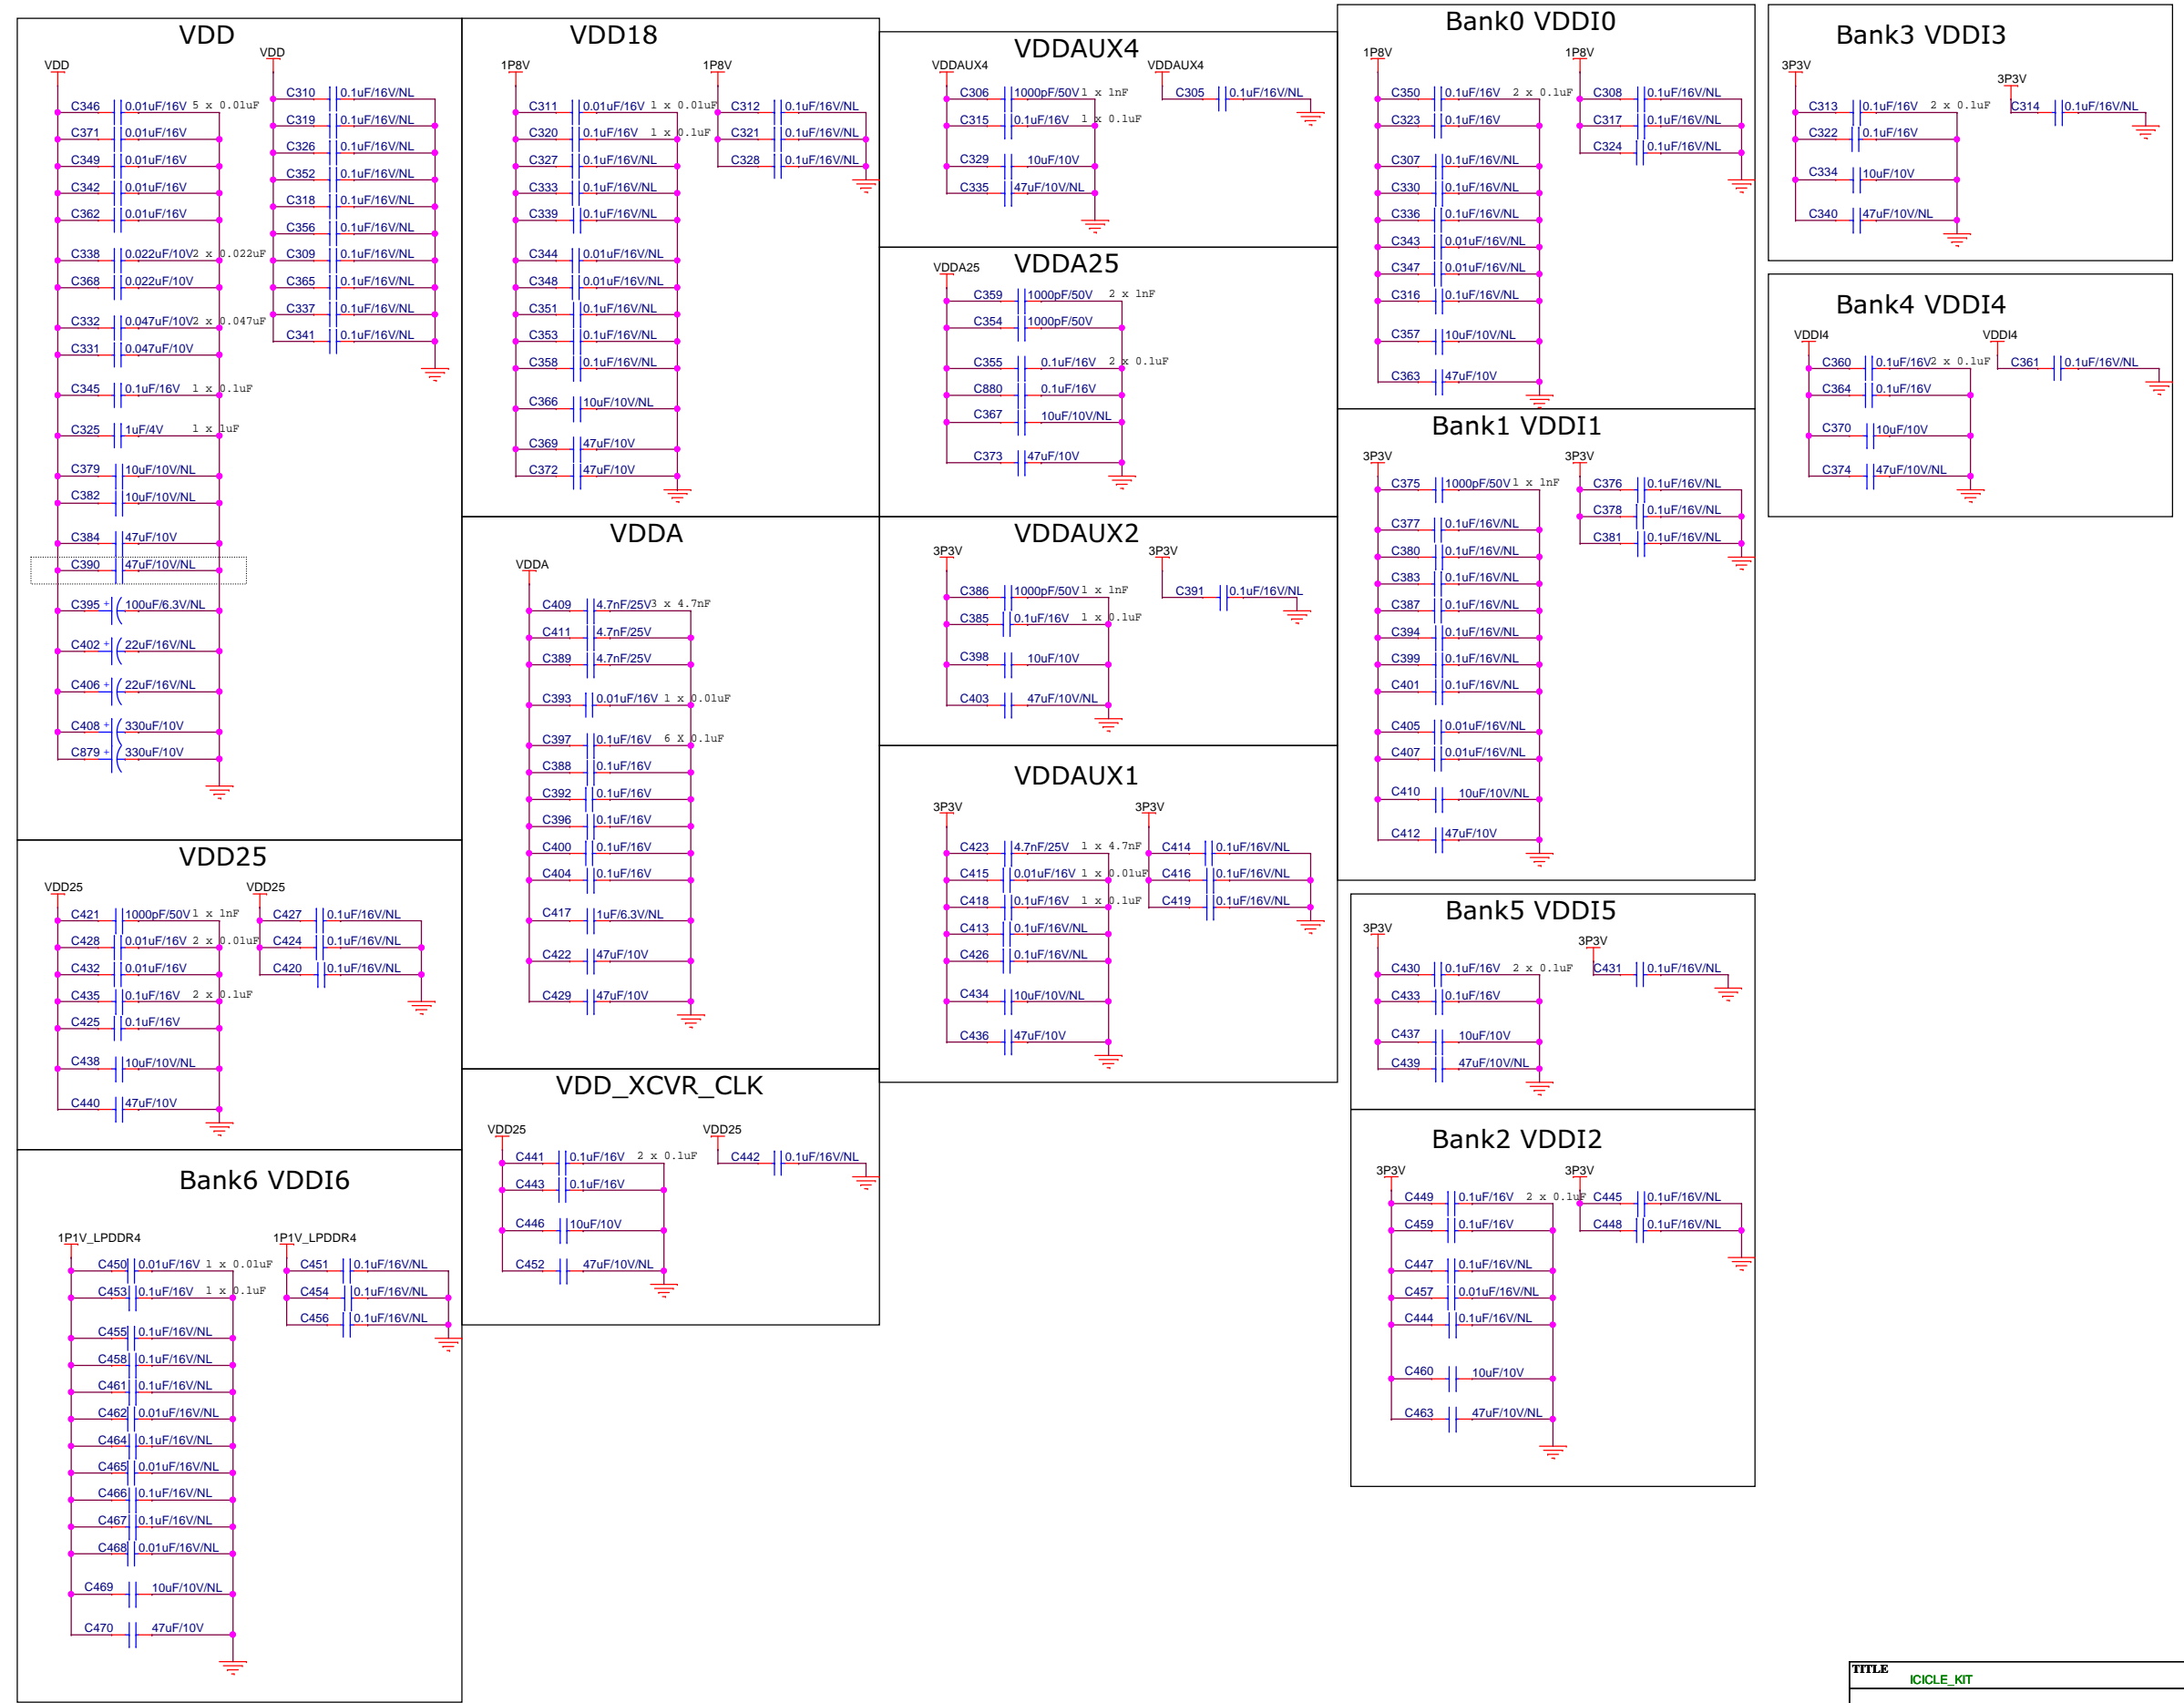 VDD
VDD
VDD
C346 0.01uF/16V 5 x 0.01uF
C371 0.01uF/16V
C349 0.01uF/16V
C342 0.01uF/16V
C362 0.01uF/16V
C338 0.022uF/10V 2 x 0.022uF
C368 0.022uF/10V
C332 0.047uF/10V 2 x 0.047uF
C331 0.047uF/10V
C345 0.1uF/16V 1 x 0.1uF
C325 1uF/4V 1 x 1uF
C379 10uF/10V/NL
C382 10uF/10V/NL
C384 47uF/10V
C390 47uF/10V/NL
C395 + 100uF/6.3V/NL
C402 + 22uF/16V/NL
C406 + 22uF/16V/NL
C408 + 330uF/10V
C879 + 330uF/10V
C310 0.1uF/16V/NL
C319 0.1uF/16V/NL
C326 0.1uF/16V/NL
C352 0.1uF/16V/NL
C318 0.1uF/16V/NL
C356 0.1uF/16V/NL
C309 0.1uF/16V/NL
C365 0.1uF/16V/NL
C337 0.1uF/16V/NL
C341 0.1uF/16V/NL
VDD25
VDD25
VDD25
C421 1000pF/50V 1 x 1nF
C428 0.01uF/16V 2 x 0.01uF
C432 0.01uF/16V
C435 0.1uF/16V 2 x 0.1uF
C425 0.1uF/16V
C438 10uF/10V/NL
C440 47uF/10V
C427 0.1uF/16V/NL
C424 0.1uF/16V/NL
C420 0.1uF/16V/NL
Bank6 VDDI6
1P1V_LPDDR4
1P1V_LPDDR4
C450 0.01uF/16V 1 x 0.01uF
C453 0.1uF/16V 1 x 0.1uF
C455 0.1uF/16V/NL
C458 0.1uF/16V/NL
C461 0.1uF/16V/NL
C462 0.01uF/16V/NL
C464 0.1uF/16V/NL
C465 0.01uF/16V/NL
C466 0.1uF/16V/NL
C467 0.1uF/16V/NL
C468 0.01uF/16V/NL
C469 10uF/10V/NL
C470 47uF/10V
C451 0.1uF/16V/NL
C454 0.1uF/16V/NL
C456 0.1uF/16V/NL
VDD18
1P8V
1P8V
C311 0.01uF/16V 1 x 0.01uF
C320 0.1uF/16V 1 x 0.1uF
C327 0.1uF/16V/NL
C333 0.1uF/16V/NL
C339 0.1uF/16V/NL
C344 0.01uF/16V/NL
C348 0.01uF/16V/NL
C351 0.1uF/16V/NL
C353 0.1uF/16V/NL
C358 0.1uF/16V/NL
C366 10uF/10V/NL
C369 47uF/10V
C372 47uF/10V
C312 0.1uF/16V/NL
C321 0.1uF/16V/NL
C328 0.1uF/16V/NL
VDDA
VDDA
C409 4.7nF/25V 3 x 4.7nF
C411 4.7nF/25V
C389 4.7nF/25V
C393 0.01uF/16V 1 x 0.01uF
C397 0.1uF/16V 6 X 0.1uF
C388 0.1uF/16V
C392 0.1uF/16V
C396 0.1uF/16V
C400 0.1uF/16V
C404 0.1uF/16V
C417 1uF/6.3V/NL
C422 47uF/10V
C429 47uF/10V
VDD_XCVR_CLK
VDD25
VDD25
C441 0.1uF/16V 2 x 0.1uF
C443 0.1uF/16V
C446 10uF/10V
C452 47uF/10V/NL
C442 0.1uF/16V/NL
VDDAUX4
VDDAUX4
VDDAUX4
C306 1000pF/50V 1 x 1nF
C315 0.1uF/16V 1 x 0.1uF
C329 10uF/10V
C335 47uF/10V/NL
C305 0.1uF/16V/NL
VDDA25
VDDA25
C359 1000pF/50V 2 x 1nF
C354 1000pF/50V
C355 0.1uF/16V 2 x 0.1uF
C880 0.1uF/16V
C367 10uF/10V/NL
C373 47uF/10V
VDDAUX2
3P3V
3P3V
C386 1000pF/50V 1 x 1nF
C385 0.1uF/16V 1 x 0.1uF
C398 10uF/10V
C403 47uF/10V/NL
C391 0.1uF/16V/NL
VDDAUX1
3P3V
3P3V
C423 4.7nF/25V 1 x 4.7nF
C415 0.01uF/16V 1 x 0.01uF
C418 0.1uF/16V 1 x 0.1uF
C413 0.1uF/16V/NL
C426 0.1uF/16V/NL
C434 10uF/10V/NL
C436 47uF/10V
C414 0.1uF/16V/NL
C416 0.1uF/16V/NL
C419 0.1uF/16V/NL
Bank0 VDDI0
1P8V
1P8V
C350 0.1uF/16V 2 x 0.1uF
C323 0.1uF/16V
C307 0.1uF/16V/NL
C330 0.1uF/16V/NL
C336 0.1uF/16V/NL
C343 0.01uF/16V/NL
C347 0.01uF/16V/NL
C316 0.1uF/16V/NL
C357 10uF/10V/NL
C363 47uF/10V
C308 0.1uF/16V/NL
C317 0.1uF/16V/NL
C324 0.1uF/16V/NL
Bank1 VDDI1
3P3V
3P3V
C375 1000pF/50V 1 x 1nF
C377 0.1uF/16V/NL
C380 0.1uF/16V/NL
C383 0.1uF/16V/NL
C387 0.1uF/16V/NL
C394 0.1uF/16V/NL
C399 0.1uF/16V/NL
C401 0.1uF/16V/NL
C405 0.01uF/16V/NL
C407 0.01uF/16V/NL
C410 10uF/10V/NL
C412 47uF/10V
C376 0.1uF/16V/NL
C378 0.1uF/16V/NL
C381 0.1uF/16V/NL
Bank5 VDDI5
3P3V
3P3V
C430 0.1uF/16V 2 x 0.1uF
C433 0.1uF/16V
C437 10uF/10V
C439 47uF/10V/NL
C431 0.1uF/16V/NL
Bank2 VDDI2
3P3V
3P3V
C449 0.1uF/16V 2 x 0.1uF
C459 0.1uF/16V
C447 0.1uF/16V/NL
C457 0.01uF/16V/NL
C444 0.1uF/16V/NL
C460 10uF/10V
C463 47uF/10V/NL
C445 0.1uF/16V/NL
C448 0.1uF/16V/NL
Bank3 VDDI3
3P3V
3P3V
C313 0.1uF/16V 2 x 0.1uF
C322 0.1uF/16V
C334 10uF/10V
C340 47uF/10V/NL
C314 0.1uF/16V/NL
Bank4 VDDI4
VDDI4
VDDI4
C360 0.1uF/16V 2 x 0.1uF
C364 0.1uF/16V
C370 10uF/10V
C374 47uF/10V/NL
C361 0.1uF/16V/NL
TITLE
ICICLE_KIT